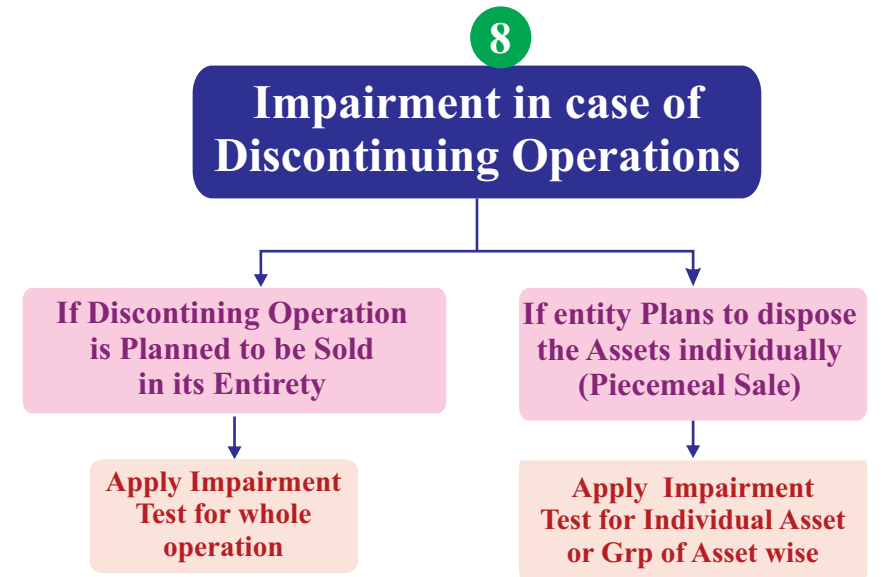 8
Impairment in case of
Discontinuing Operations
If Discontining Operation
is Planned to be Sold
in its Entirety
If entity Plans to dispose
the Assets individually
(Piecemeal Sale)
Apply Impairment
Test for whole
operation
Apply Impairment
Test for Individual Asset
or Grp of Asset wise